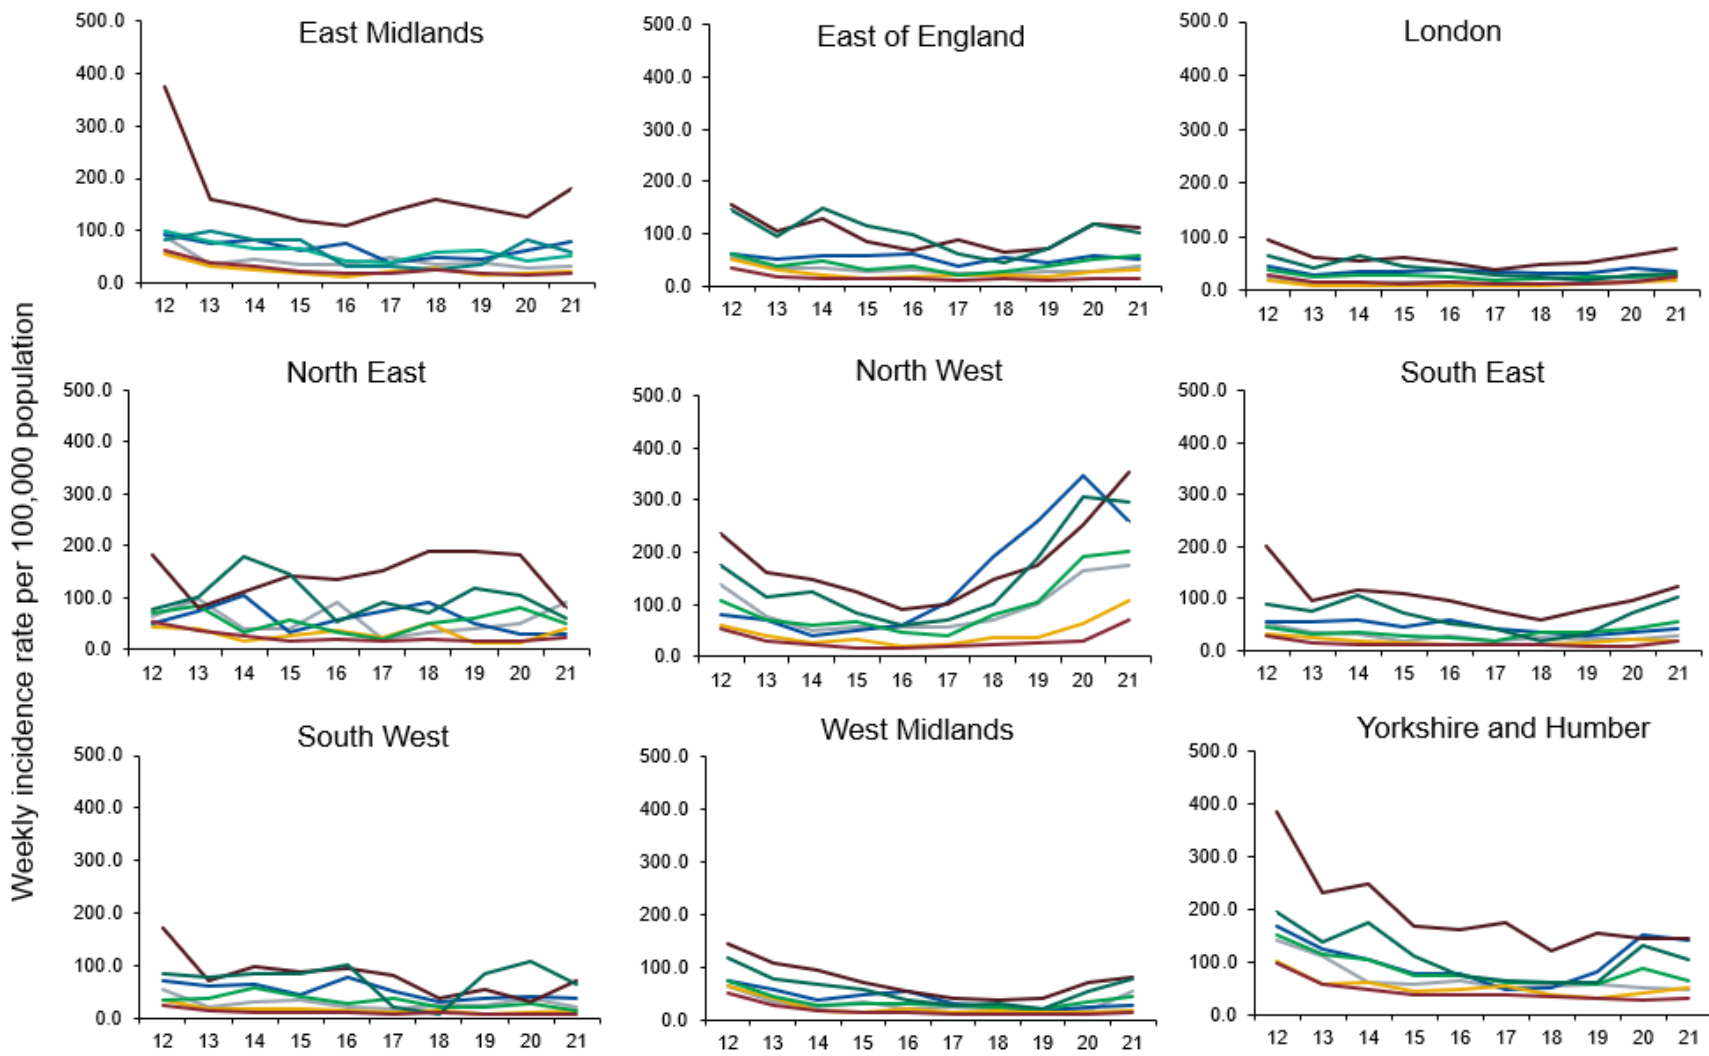 Weekly incidence rate per 100,000 population
East Midlands
500.0
400.0
300.0
200.0
100.0
0.0
12 13 14 15 16 17 18 19 20 21
East of England
500.0
400.0
300.0
200.0
100.0
0.0
12 13 14 15 16 17 18 19 20 21
London
500.0
400.0
300.0
200.0
100.0
0.0
12 13 14 15 16 17 18 19 20 21
North East
500.0
400.0
300.0
200.0
100.0
0.0
12 13 14 15 16 17 18 19 20 21
North West
500.0
400.0
300.0
200.0
100.0
0.0
12 13 14 15 16 17 18 19 20 21
South East
500.0
400.0
300.0
200.0
100.0
0.0
12 13 14 15 16 17 18 19 20 21
South West
500.0
400.0
300.0
200.0
100.0
0.0
12 13 14 15 16 17 18 19 20 21
West Midlands
500.0
400.0
300.0
200.0
100.0
0.0
12 13 14 15 16 17 18 19 20 21
Yorkshire and Humber
500.0
400.0
300.0
200.0
100.0
0.0
12 13 14 15 16 17 18 19 20 21